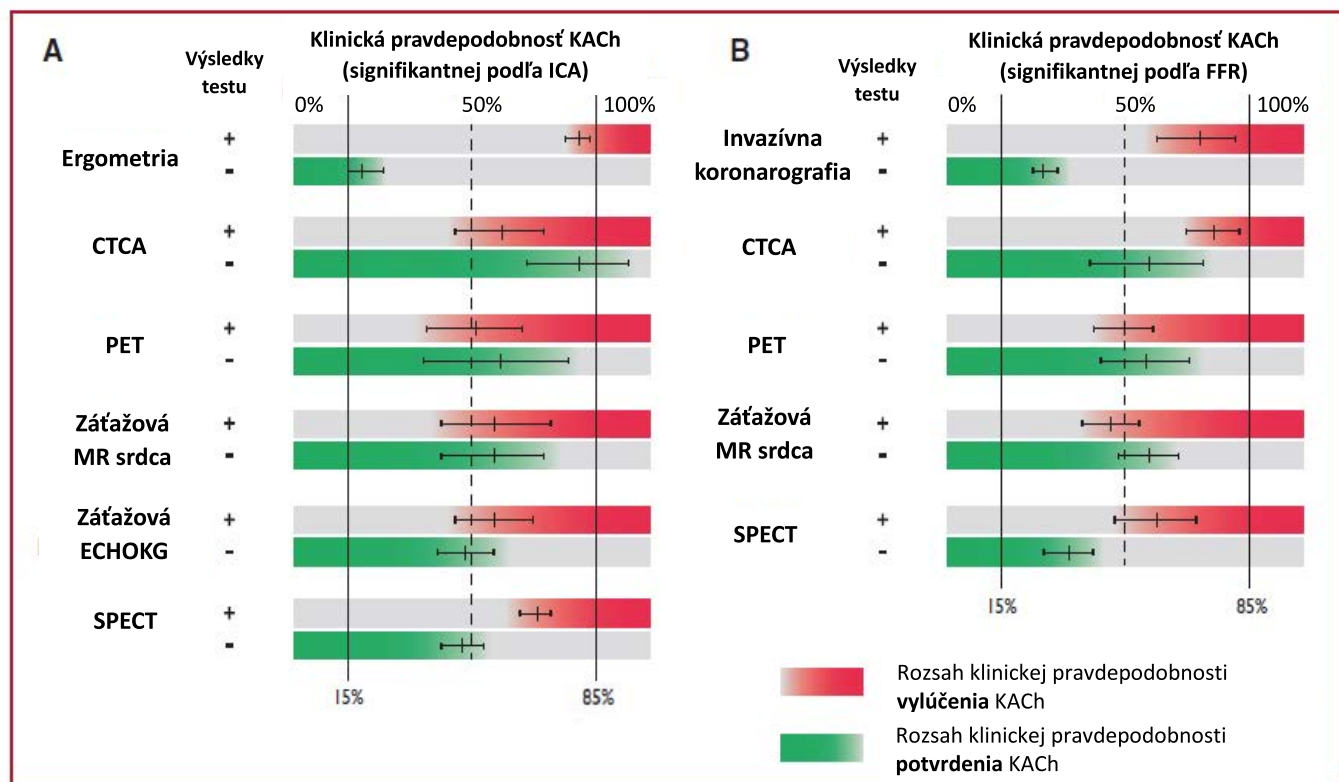 A
Výsledky
testu
Klinická pravdepodobnosť KACh
(signifikantnej podľa ICA)
0% 50% 100%
Ergometria
+
-
CTCA
+
-
PET
+
-
Záťažová
MR srdca
+
-
Záťažová
ECHOKG
+
-
SPECT
+
-
15% 85%
B
Výsledky
testu
Klinická pravdepodobnosť KACh
(signifikantnej podľa FFR)
0% 50% 100%
Invazívna
koronarografia
+
-
CTCA
+
-
PET
+
-
Záťažová
MR srdca
+
-
SPECT
+
-
15% 85%
Rozsah klinickej pravdepodobnosti
vylúčenia KACh
Rozsah klinickej pravdepodobnosti
potvrdenia KACh